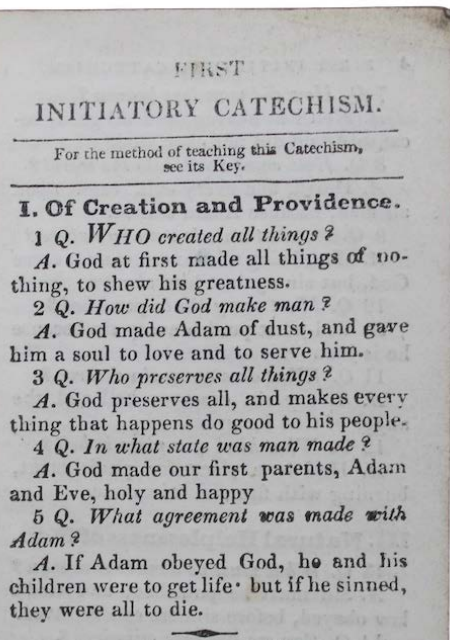 FIRST
INITIATORY CATECHISM.
For the method of teaching this Catechism,
see its Key.
I. Of Creation and Providence.
1 Q. WHO created all things?
A. God at first made all things of no-
thing, to shew his greatness.
2 Q. How did God make man?
A. God made Adam of dust, and gave
him a soul to love and to serve him.
3 Q. Who preserves all things?
A. God preserves all, and makes every
thing that happens do good to his people.
4 Q. In what state was man made?
A. God made our first parents, Adam
and Eve, holy and happy
5 Q. What agreement was made with
Adam?
A. If Adam obeyed God, he and his
children were to get life· but if he sinned,
they were all to die.